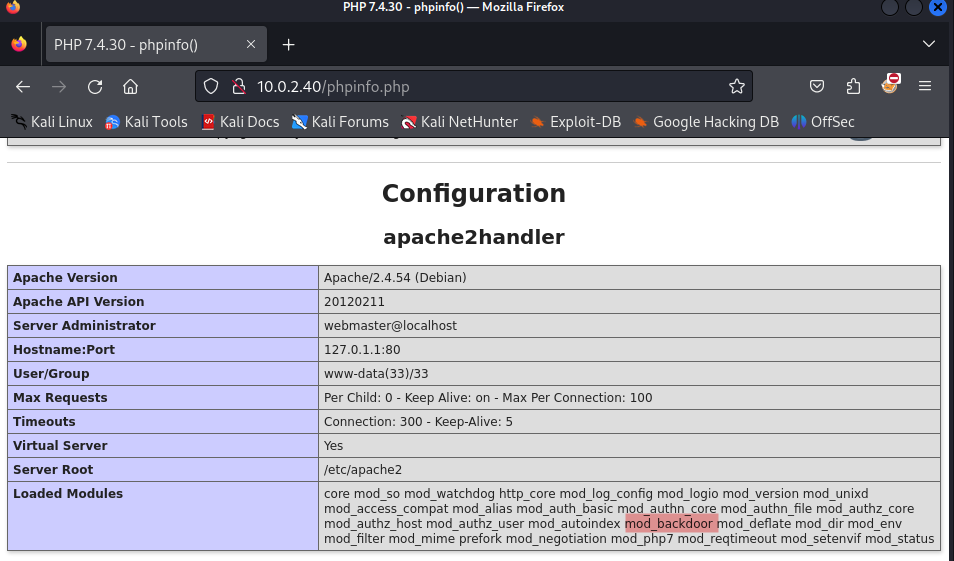 PHP 7.4.30 - phpinfo() — Mozilla Firefox
PHP 7.4.30 - phpinfo()
10.0.2.40/phpinfo.php
Kali Linux Kali Tools Kali Docs Kali Forums Kali NetHunter Exploit-DB Google Hacking DB OffSec
Configuration
apache2handler
Apache Version Apache/2.4.54 (Debian)
Apache API Version 20120211
Server Administrator webmaster@localhost
Hostname:Port 127.0.1.1:80
User/Group www-data(33)/33
Max Requests Per Child: 0 - Keep Alive: on - Max Per Connection: 100
Timeouts Connection: 300 - Keep-Alive: 5
Virtual Server Yes
Server Root /etc/apache2
Loaded Modules core mod_so mod_watchdog http_core mod_log_config mod_logio mod_version mod_unixd
mod_access_compat mod_alias mod_auth_basic mod_authn_core mod_authn_file mod_authz_core
mod_authz_host mod_authz_user mod_autoindex mod_backdoor mod_deflate mod_dir mod_env
mod_filter mod_mime prefork mod_negotiation mod_php7 mod_reqtimeout mod_setenvif mod_status